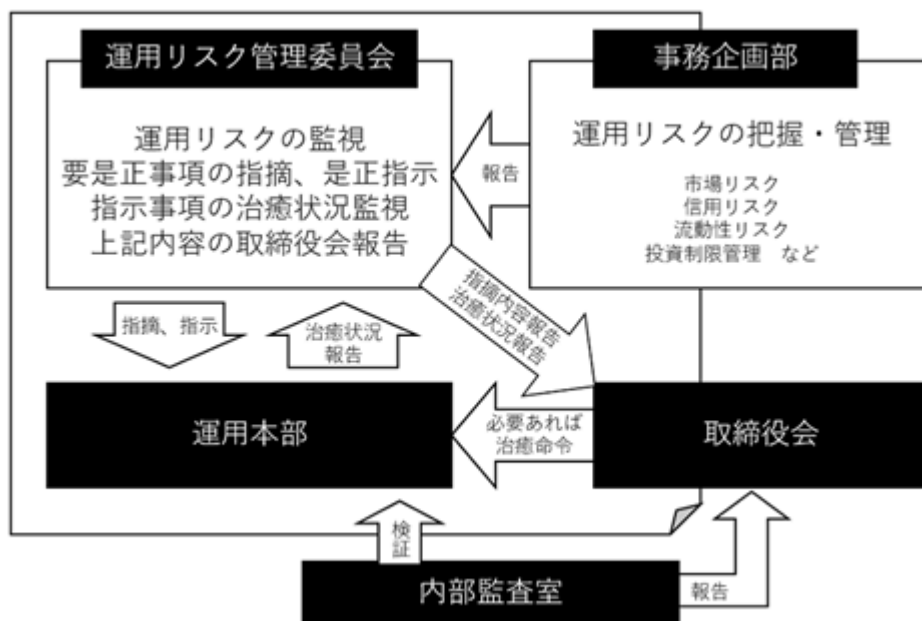 運用リスク管理委員会
運用リスクの監視
要是正事項の指摘、是正指示
指示事項の治癒状況監視
上記内容の取締役会報告
事務企画部
運用リスクの把握・管理
市場リスク
信用リスク
流動性リスク
投資制限管理　など
報告
指摘内容報告
治癒状況報告
指摘、指示
治癒状況
報告
運用本部
必要あれば
治癒命令
取締役会
検証
内部監査室
報告